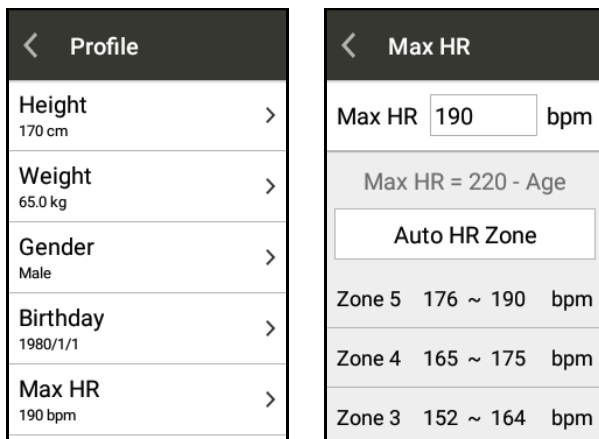 Profile
Height
170 cm
Weight
65.0 kg
Gender
Male
Birthday
1980/1/1
Max HR
190 bpm
Max HR
Max HR 190 bpm
Max HR = 220 - Age
Auto HR Zone
Zone 5 176 ~ 190 bpm
Zone 4 165 ~ 175 bpm
Zone 3 152 ~ 164 bpm